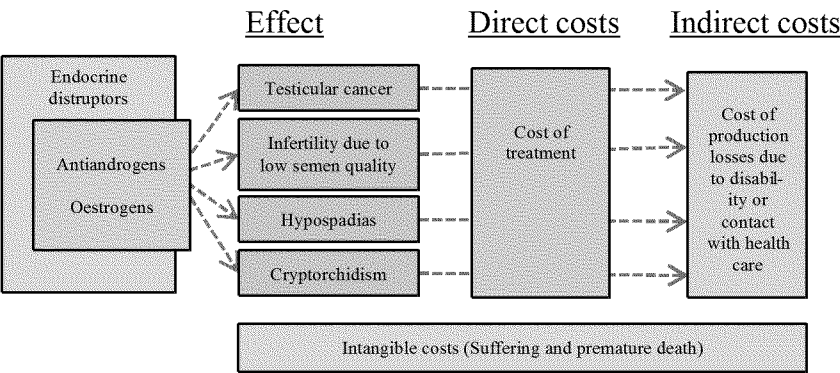 Effect
Direct costs
Indirect costs
Endocrine
distruptors
Antiandrogens
Oestrogens
Testicular cancer
Infertility due to
low semen quality
Hypospadias
Cryptorchidism
Cost of
treatment
Cost of
production
losses due
to disabil-
ity or
contact
with health
care
Intangible costs (Suffering and premature death)